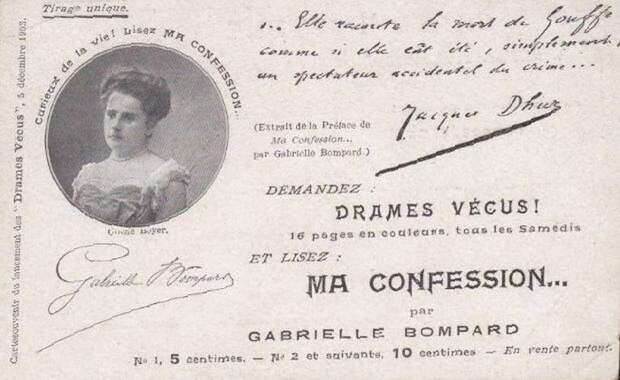 Tirage unique.
Curieux de la vie! Lisez MA CONFESSION...
Cartesouvenir du lancement des "Drames Vécus", 5 décembre 1903.
... Elle raconte la mort de Gouffé
comme si elle eût été, simplement
un spectateur accidentel du crime...
Jacques Dhur
(Extrait de la Préface de
Ma Confession...
par Gabrielle Bompard.)
Cliché Boyer.
Gabrielle Bompard
DEMANDEZ :
DRAMES VÉCUS!
16 pages en couleurs, tous les Samedis
ET LISEZ :
MA CONFESSION...
par
GABRIELLE BOMPARD
No 1, 5 centimes. — No 2 et suivants, 10 centimes — En vente partout.